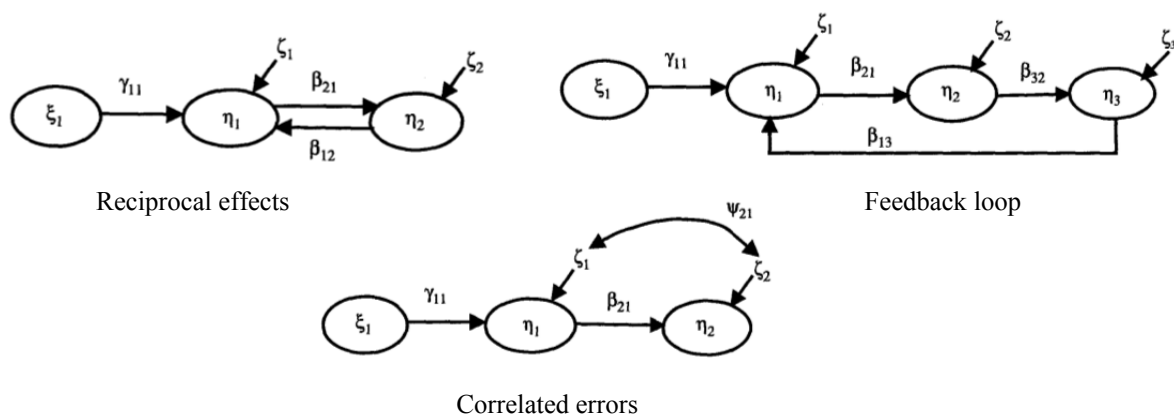 ζ₁
ζ₂
γ₁₁
β₂₁
ξ₁
η₁
η₂
β₁₂
Reciprocal effects
ζ₁
ζ₂
ζ₃
γ₁₁
β₂₁
β₃₂
ξ₁
η₁
η₂
η₃
β₁₃
Feedback loop
ψ₂₁
ζ₁
ζ₂
γ₁₁
β₂₁
ξ₁
η₁
η₂
Correlated errors